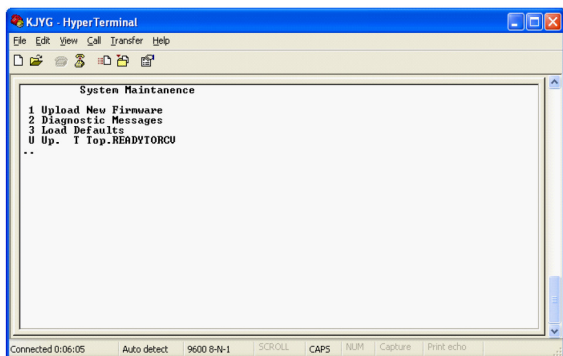 KJYG - HyperTerminal
File Edit View Call Transfer Help
System Maintanence
1 Upload New Firmware
2 Diagnostic Messages
3 Load Defaults
U Up. T Top.READYTORCV
..
Connected 0:06:05 Auto detect 9600 8-N-1 SCROLL CAPS NUM Capture Print echo